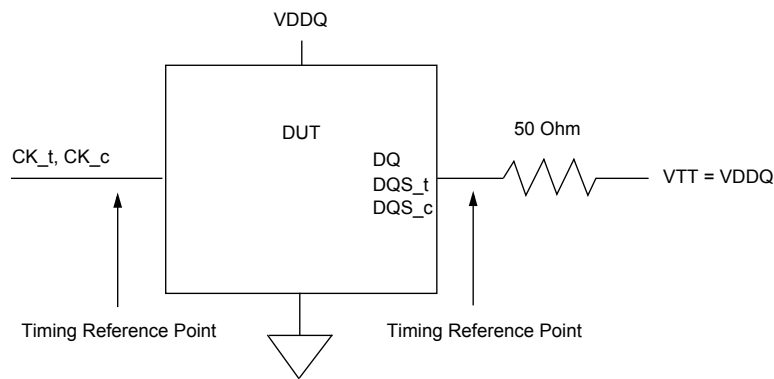 VDDQ
50 Ohm
DUT
CK_t, CK_c
DQ
DQS_t
DQS_c
VTT = VDDQ
Timing Reference Point
Timing Reference Point